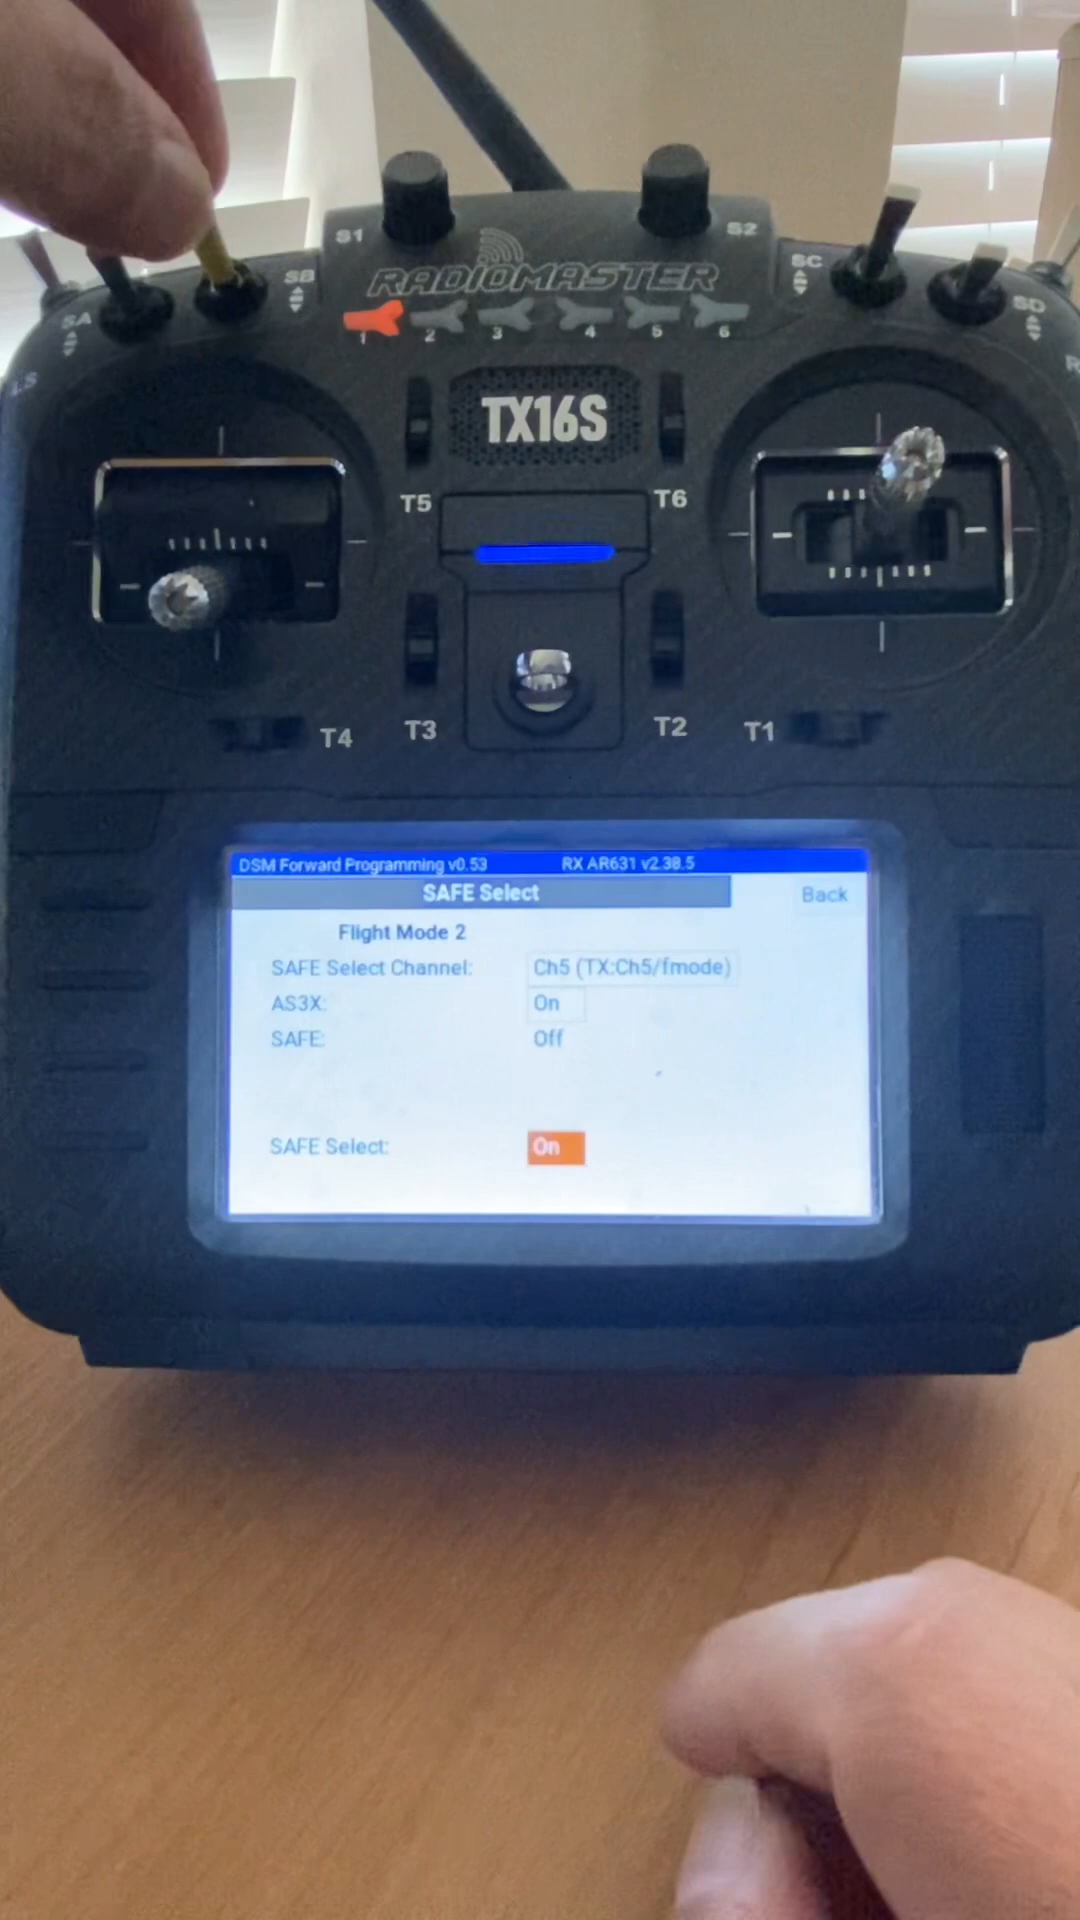 S1
S2
SB
SC
SA
SD
LS
R
RADIOMASTER
1 2 3 4 5 6
TX16S
T5
T6
T4
T3
T2
T1
DSM Forward Programming v0.53
RX AR631 v2.38.5
SAFE Select
Back
Flight Mode 2
SAFE Select Channel:
Ch5 (TX:Ch5/fmode)
AS3X:
On
SAFE:
Off
SAFE Select:
On